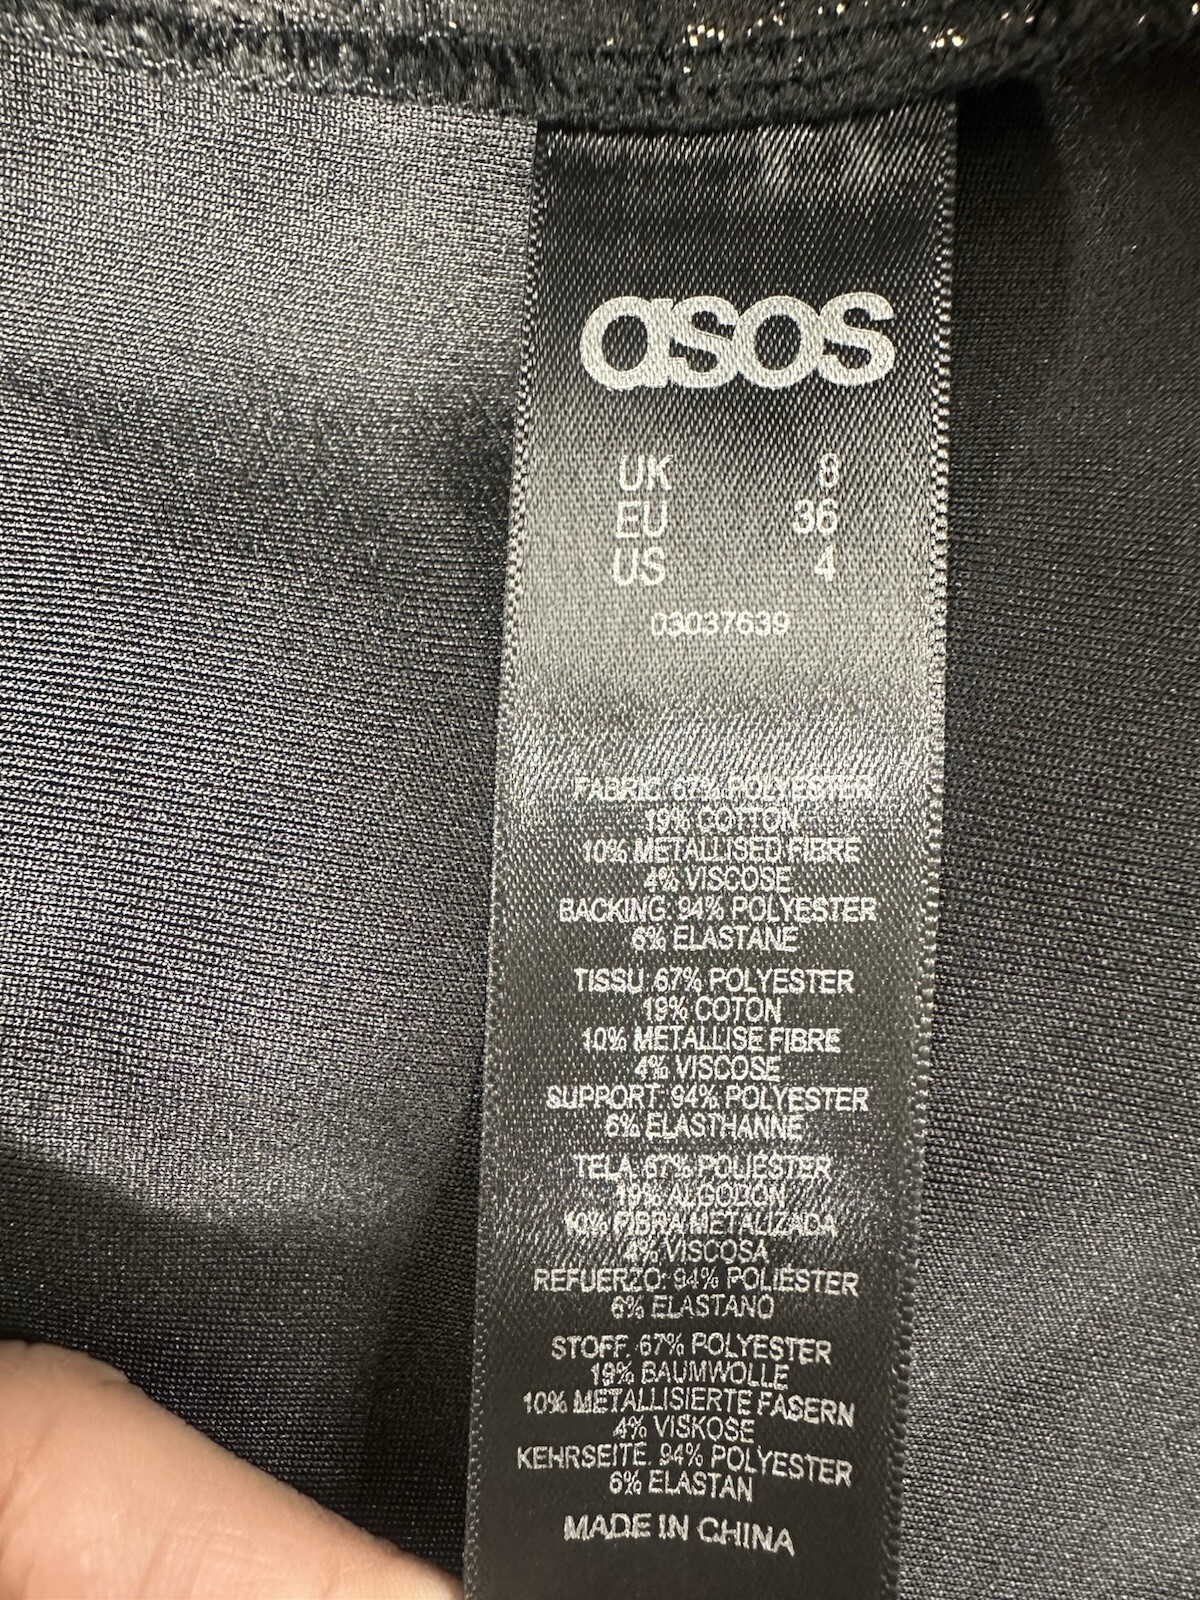 asos
UK 8
EU 36
US 4
03037639
FABRIC: 67% POLYESTER
19% COTTON
10% METALLISED FIBRE
4% VISCOSE
BACKING: 94% POLYESTER
6% ELASTANE
TISSU: 67% POLYESTER
19% COTON
10% METALLISE FIBRE
4% VISCOSE
SUPPORT: 94% POLYESTER
6% ELASTHANNE
TELA: 67% POLIÉSTER
19% ALGODÓN
10% FIBRA METALIZADA
4% VISCOSA
REFUERZO: 94% POLIÉSTER
6% ELASTANO
STOFF: 67% POLYESTER
19% BAUMWOLLE
10% METALLISIERTE FASERN
4% VISKOSE
KEHRSEITE: 94% POLYESTER
6% ELASTAN
MADE IN CHINA